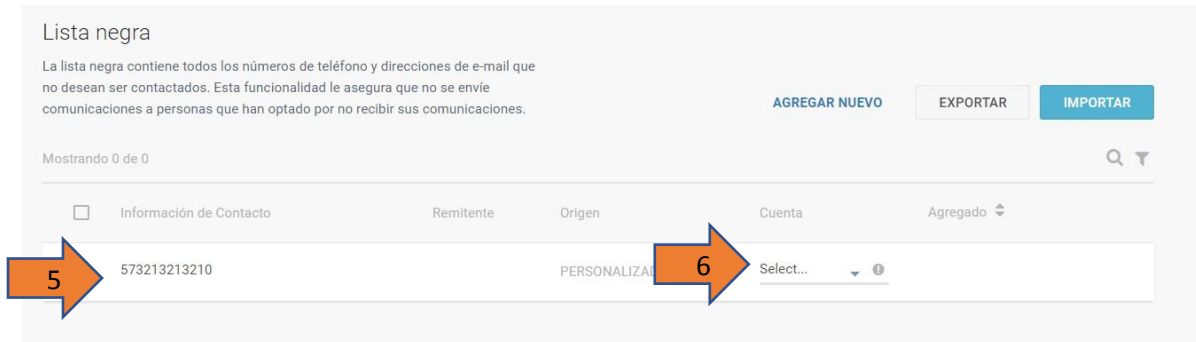 Lista negra
La lista negra contiene todos los números de teléfono y direcciones de e-mail que
no desean ser contactados. Esta funcionalidad le asegura que no se envíe
comunicaciones a personas que han optado por no recibir sus comunicaciones.
AGREGAR NUEVO EXPORTAR IMPORTAR
Mostrando 0 de 0
Información de Contacto Remitente Origen Cuenta Agregado
5 573213213210 PERSONALIZAD 6 Select...